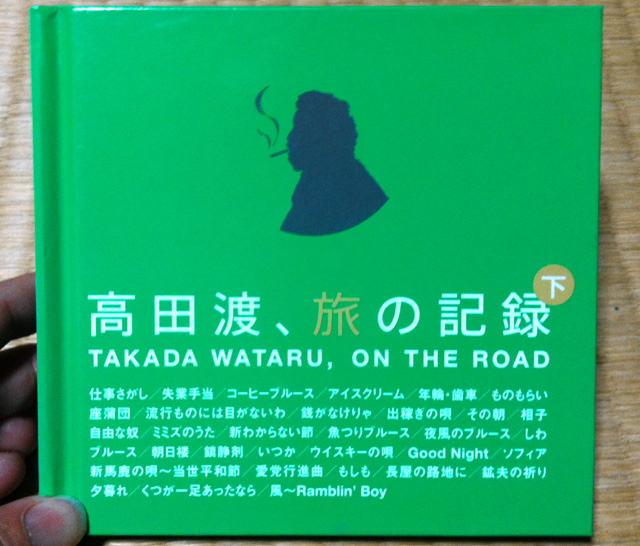 高田渡、旅の記録 下
TAKADA WATARU, ON THE ROAD
仕事さがし／失業手当／コーヒーブルース／アイスクリーム／年輪・歯車／ものもらい
座蒲団／流行ものには目がないわ／銭がなけりゃ／出稼ぎの唄／その朝／相子
自由な奴／ミミズのうた／新わからない節／魚つりブルース／夜風のブルース／しわ
ブルース／朝日楼／鎮静剤／いつか／ウイスキーの唄／Good Night／ソフィア
新馬鹿の唄〜当世平和節／愛党行進曲／もしも／長屋の路地に／鉱夫の祈り
夕暮れ／くつが一足あったなら／風〜Ramblin' Boy